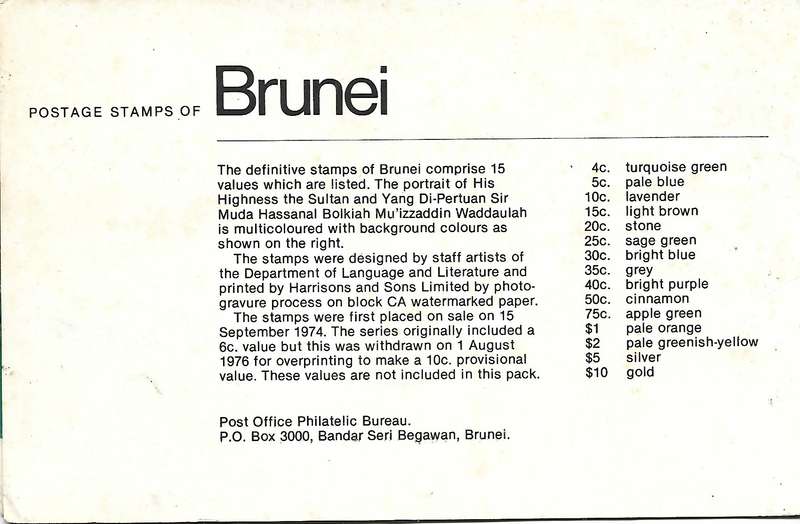 POSTAGE STAMPS OF Brunei
The definitive stamps of Brunei comprise 15
values which are listed. The portrait of His
Highness the Sultan and Yang Di-Pertuan Sir
Muda Hassanal Bolkiah Mu'izzaddin Waddaulah
is multicoloured with background colours as
shown on the right.
The stamps were designed by staff artists of
the Department of Language and Literature and
printed by Harrisons and Sons Limited by photo-
gravure process on block CA watermarked paper.
The stamps were first placed on sale on 15
September 1974. The series originally included a
6c. value but this was withdrawn on 1 August
1976 for overprinting to make a 10c. provisional
value. These values are not included in this pack.
4c. turquoise green
5c. pale blue
10c. lavender
15c. light brown
20c. stone
25c. sage green
30c. bright blue
35c. grey
40c. bright purple
50c. cinnamon
75c. apple green
$1 pale orange
$2 pale greenish-yellow
$5 silver
$10 gold
Post Office Philatelic Bureau.
P.O. Box 3000, Bandar Seri Begawan, Brunei.